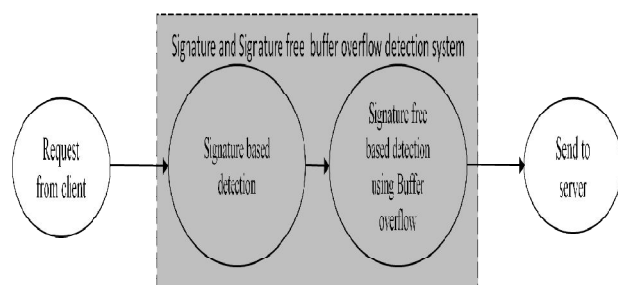 Signature and Signature free buffer overflow detection system
Request
from client
Signature based
detection
Signature free
based detection
using Buffer
overflow
Send to
server